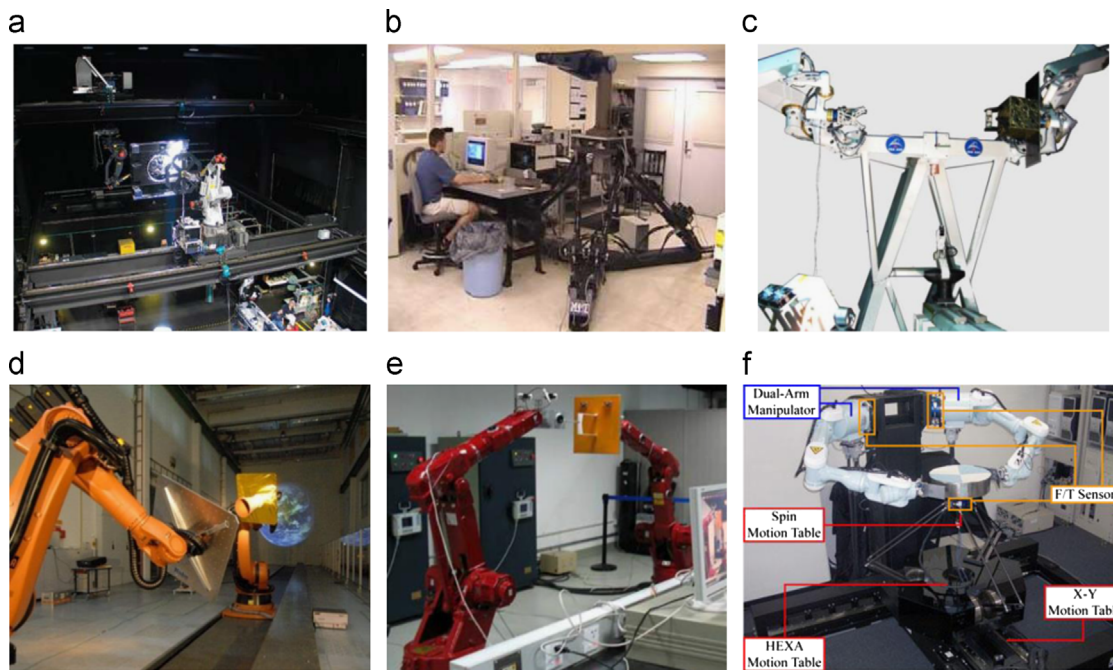 a
b
c
d
e
f
Dual-Arm
Manipulator
F/T Sensor
Spin
Motion Table
X-Y
Motion Tabl
HEXA
Motion Table